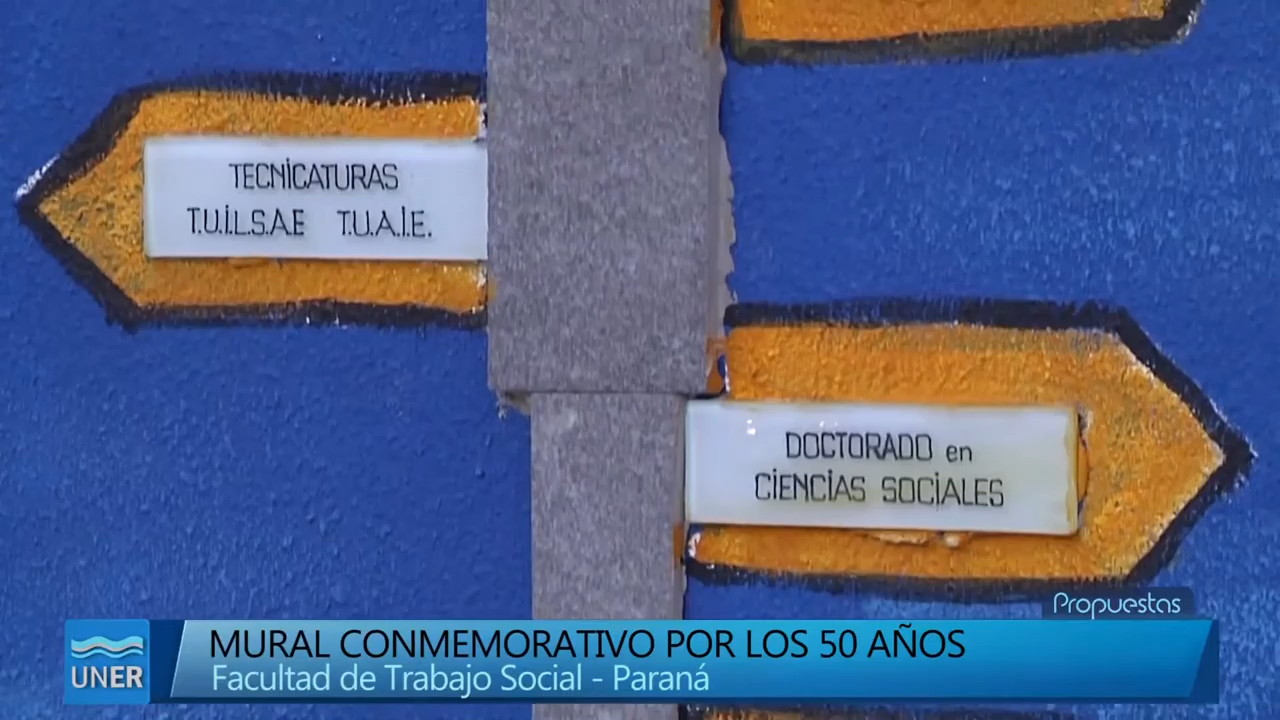 TECNICATURAS
T.U.I.L.S.A.E T.U.A.I.E.
DOCTORADO en
CIENCIAS SOCIALES
Propuestas
MURAL CONMEMORATIVO POR LOS 50 AÑOS
Facultad de Trabajo Social - Paraná
UNER